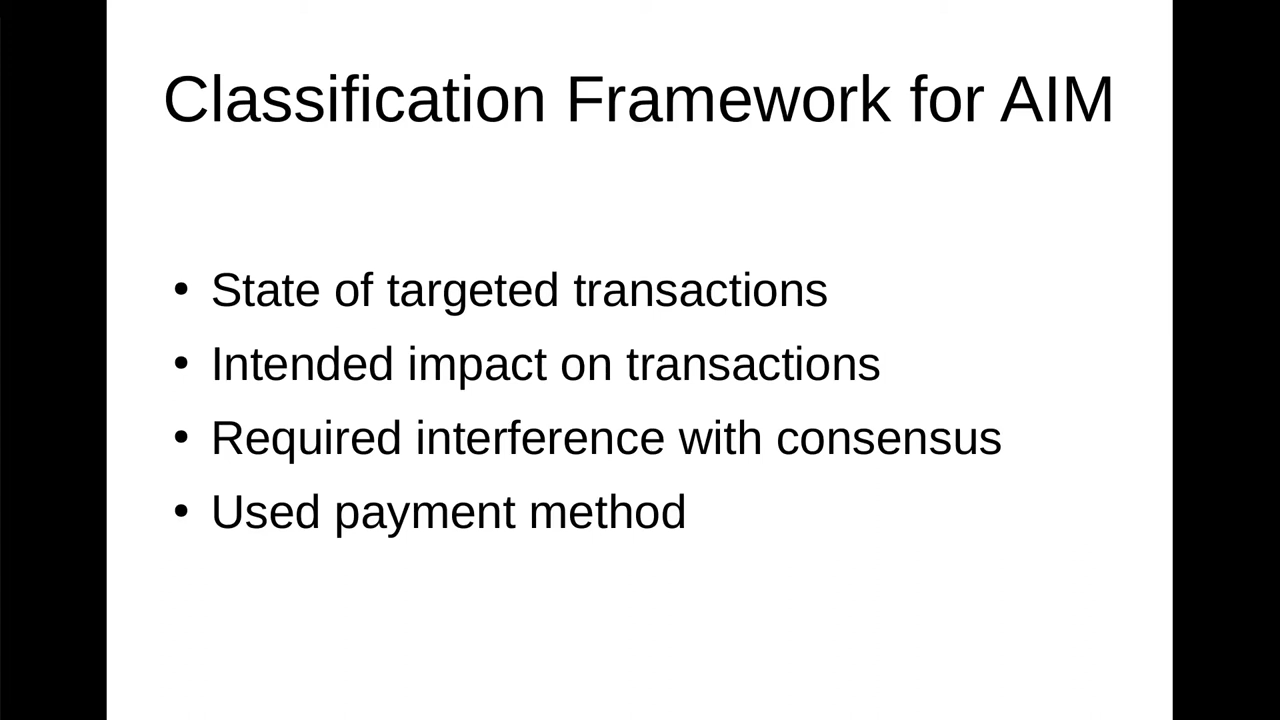 Classification Framework for AIM
• State of targeted transactions
• Intended impact on transactions
• Required interference with consensus
• Used payment method